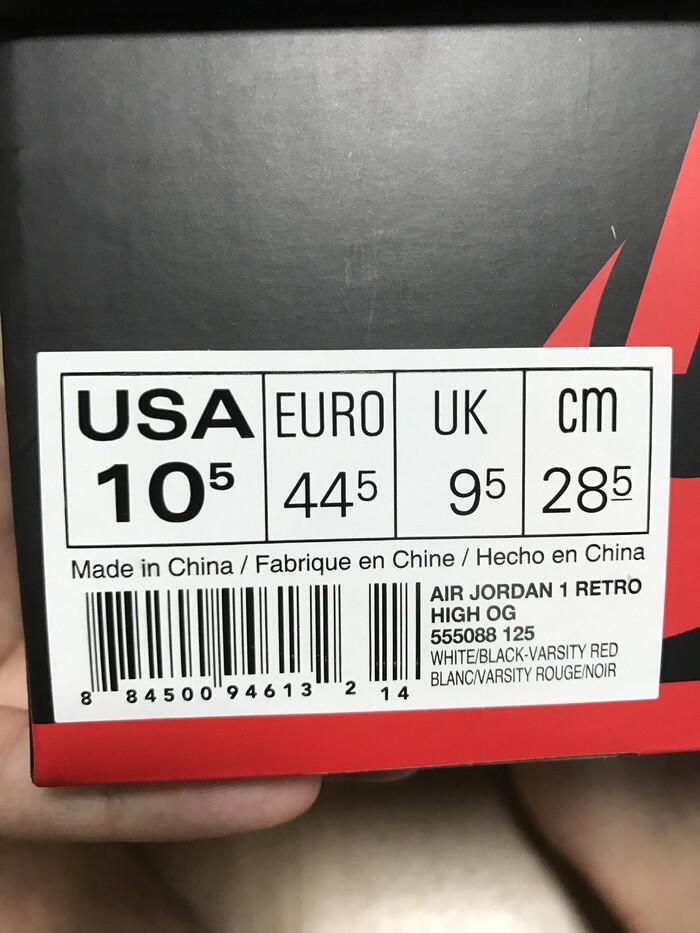 USA EURO UK cm
10⁵ 44⁵ 9⁵ 28⁵
Made in China / Fabrique en Chine / Hecho en China
AIR JORDAN 1 RETRO
HIGH OG
555088 125
WHITE/BLACK-VARSITY RED
BLANC/VARSITY ROUGE/NOIR
8 84500 94613 2 14